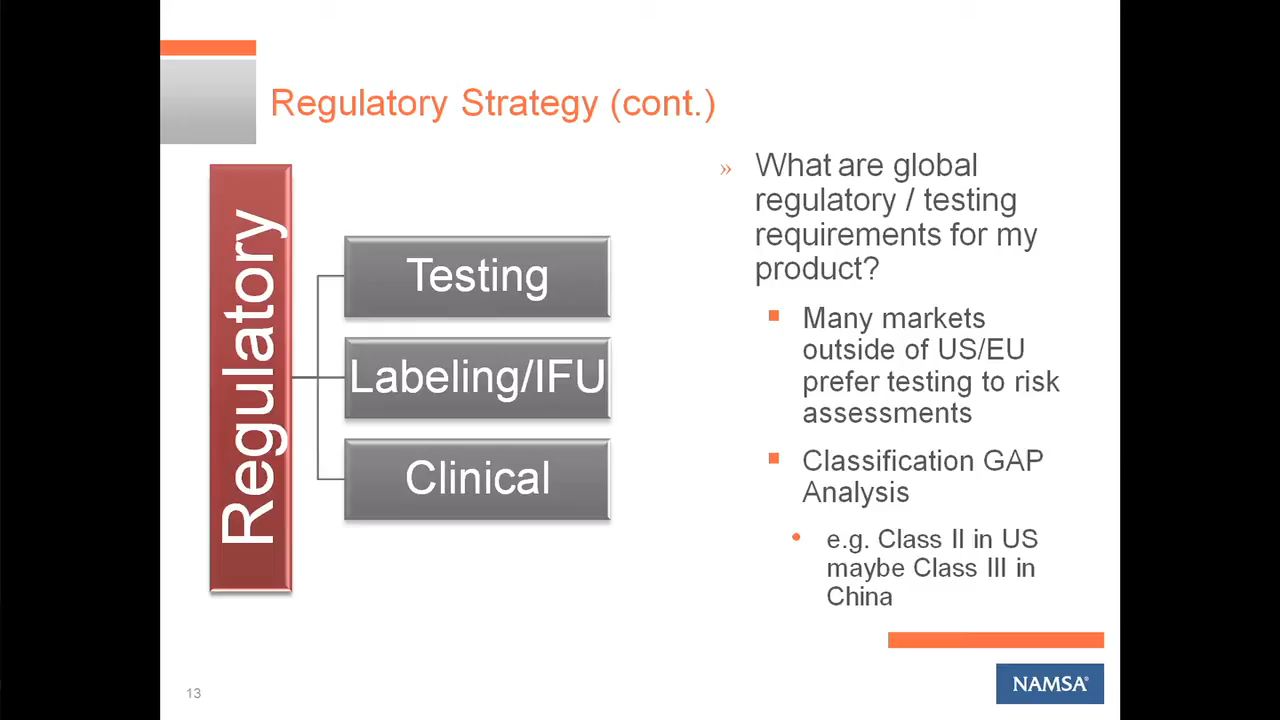 Regulatory Strategy (cont.)
Regulatory
Testing
Labeling/IFU
Clinical
» What are global
regulatory / testing
requirements for my
product?
Many markets
outside of US/EU
prefer testing to risk
assessments
Classification GAP
Analysis
e.g. Class II in US
maybe Class III in
China
13
NAMSA®